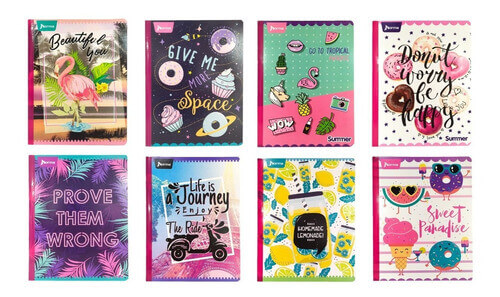 Beautiful &
You
GIVE ME
MORE
Space
GO TO TROPICAL
WOW
Summer
Donut
worry
be
happy
Summer
PROVE
THEM
WRONG
Life is
a Journey
ENJOY
The Ride
HOMEMADE
LEMONADE!
Sweet
Paradise